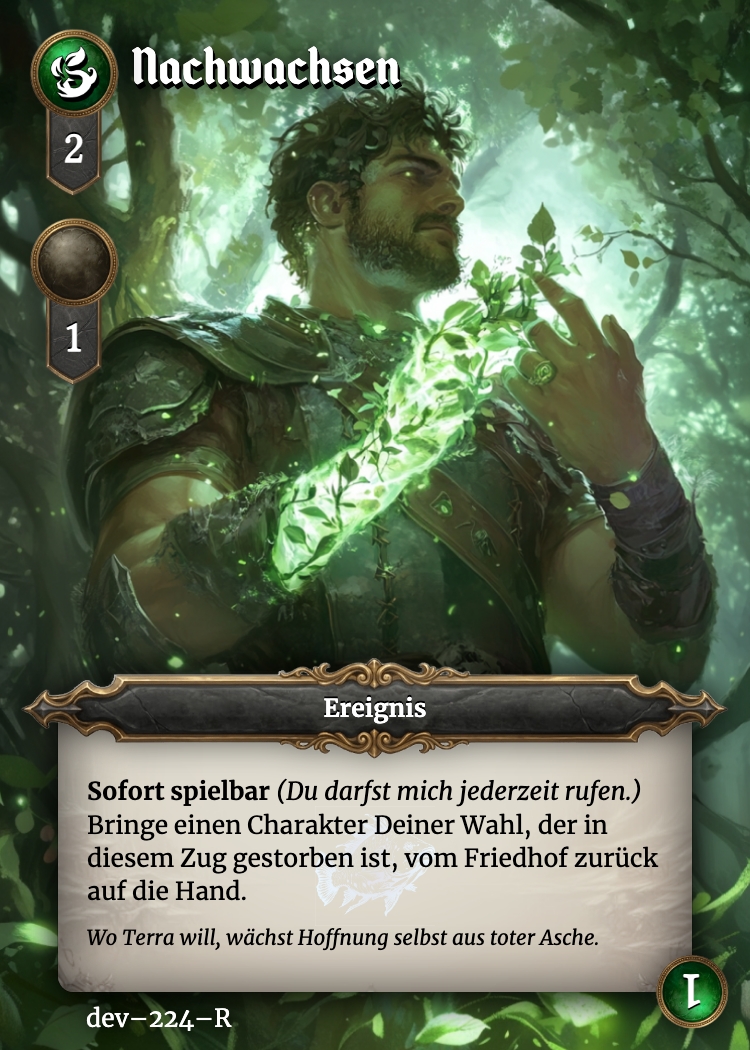 Nachwachsen
2
1
Ereignis
Sofort spielbar (Du darfst mich jederzeit rufen.)
Bringe einen Charakter Deiner Wahl, der in
diesem Zug gestorben ist, vom Friedhof zurück
auf die Hand.
Wo Terra will, wächst Hoffnung selbst aus toter Asche.
1
dev–224–R